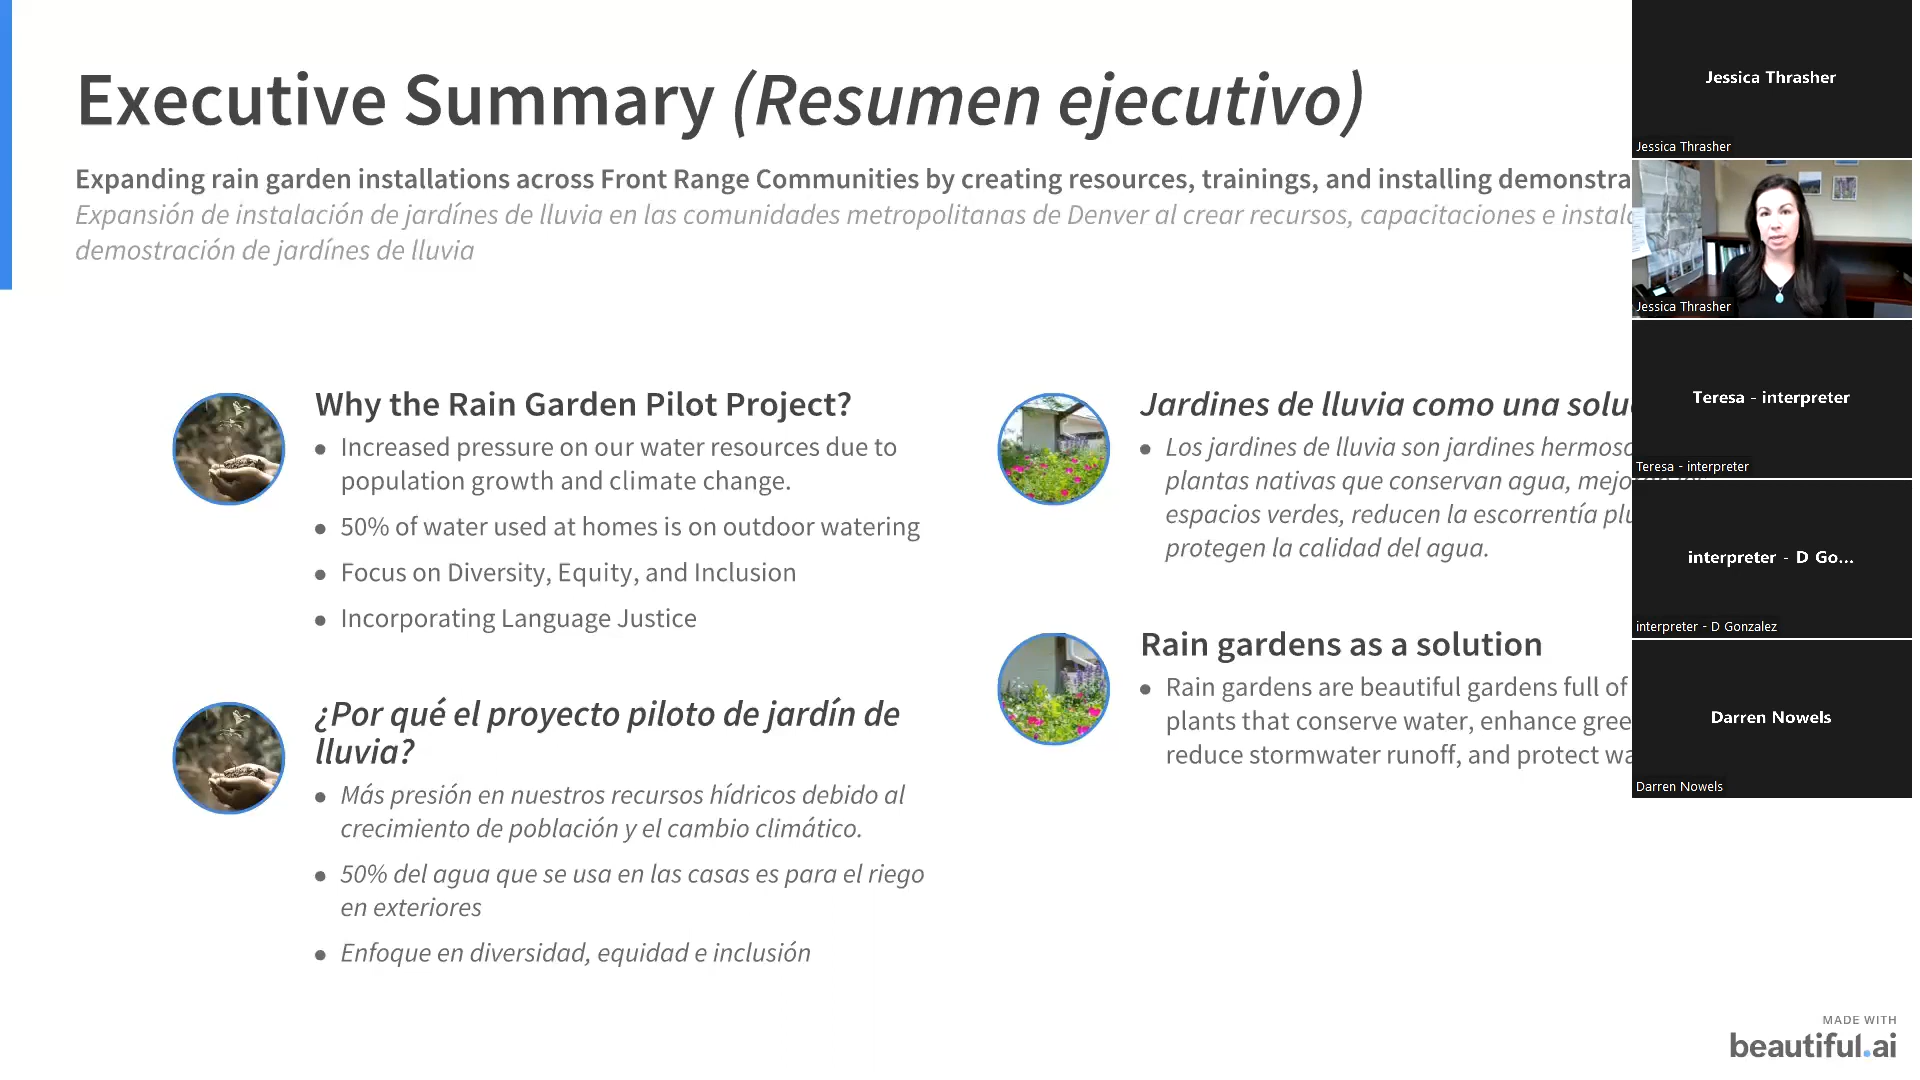 Executive Summary (Resumen ejecutivo)
Expanding rain garden installations across Front Range Communities by creating resources, trainings, and installing
Expansión de instalación de jardínes de lluvia en las comunidades metropolitanas de Denver al crear recursos, capacitaciones e
demostración de jardínes de lluvia
Why the Rain Garden Pilot Project?
• Increased pressure on our water resources due to
population growth and climate change.
• 50% of water used at homes is on outdoor watering
• Focus on Diversity, Equity, and Inclusion
• Incorporating Language Justice
¿Por qué el proyecto piloto de jardín de
lluvia?
• Más presión en nuestros recursos hídricos debido al
crecimiento de población y el cambio climático.
• 50% del agua que se usa en las casas es para el riego
en exteriores
• Enfoque en diversidad, equidad e inclusión
Jardines de lluvia como una
• Los jardines de lluvia son jardines
plantas nativas que conservan agua,
espacios verdes, reducen la escorrentía
protegen la calidad del agua.
Rain gardens as a solution
• Rain gardens are beautiful gardens full of
plants that conserve water, enhance
reduce stormwater runoff, and protect
Jessica Thrasher
Jessica Thrasher
Jessica Thrasher
Teresa - interpreter
Teresa - interpreter
interpreter - D Go...
interpreter - D Gonzalez
Darren Nowels
Darren Nowels
MADE WITH
beautiful.ai